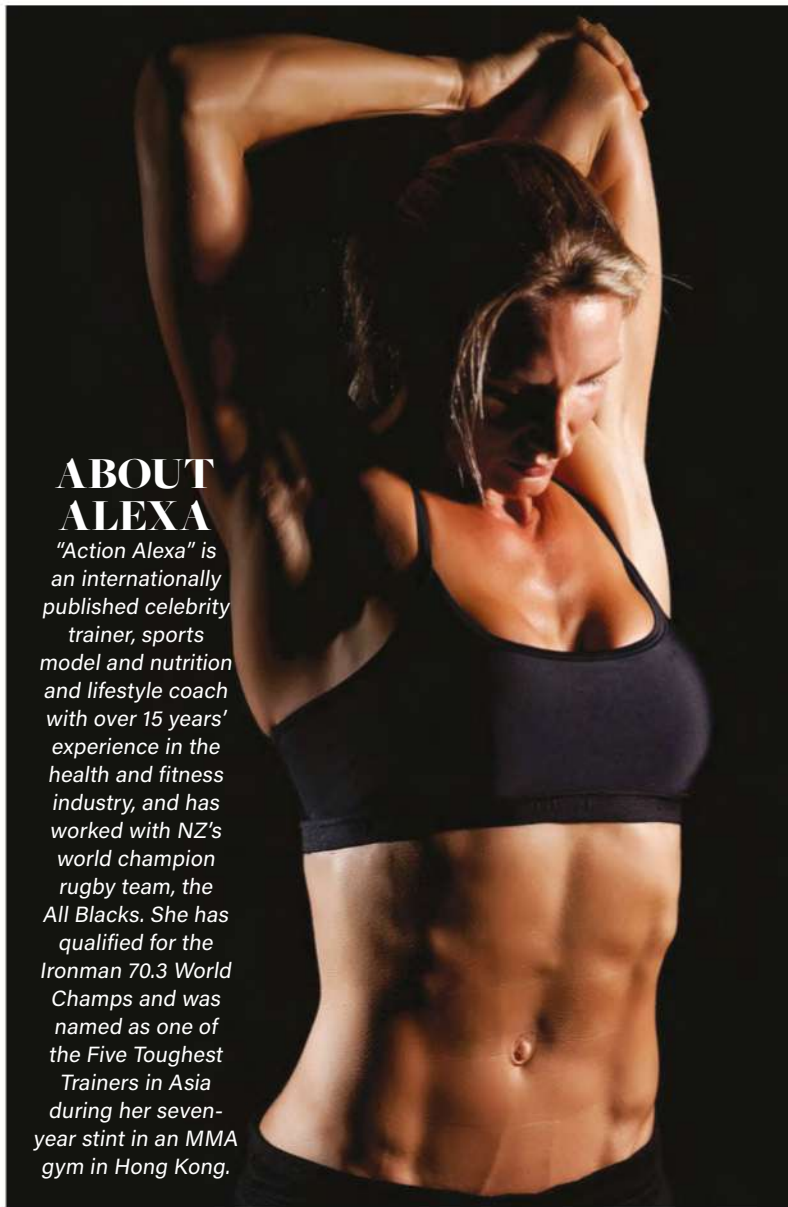 ABOUT
ALEXA
“Action Alexa” is
an internationally
published celebrity
trainer, sports
model and nutrition
and lifestyle coach
with over 15 years’
experience in the
health and fitness
industry, and has
worked with NZ’s
world champion
rugby team, the
All Blacks. She has
qualified for the
Ironman 70.3 World
Champs and was
named as one of
the Five Toughest
Trainers in Asia
during her seven-
year stint in an MMA
gym in Hong Kong.